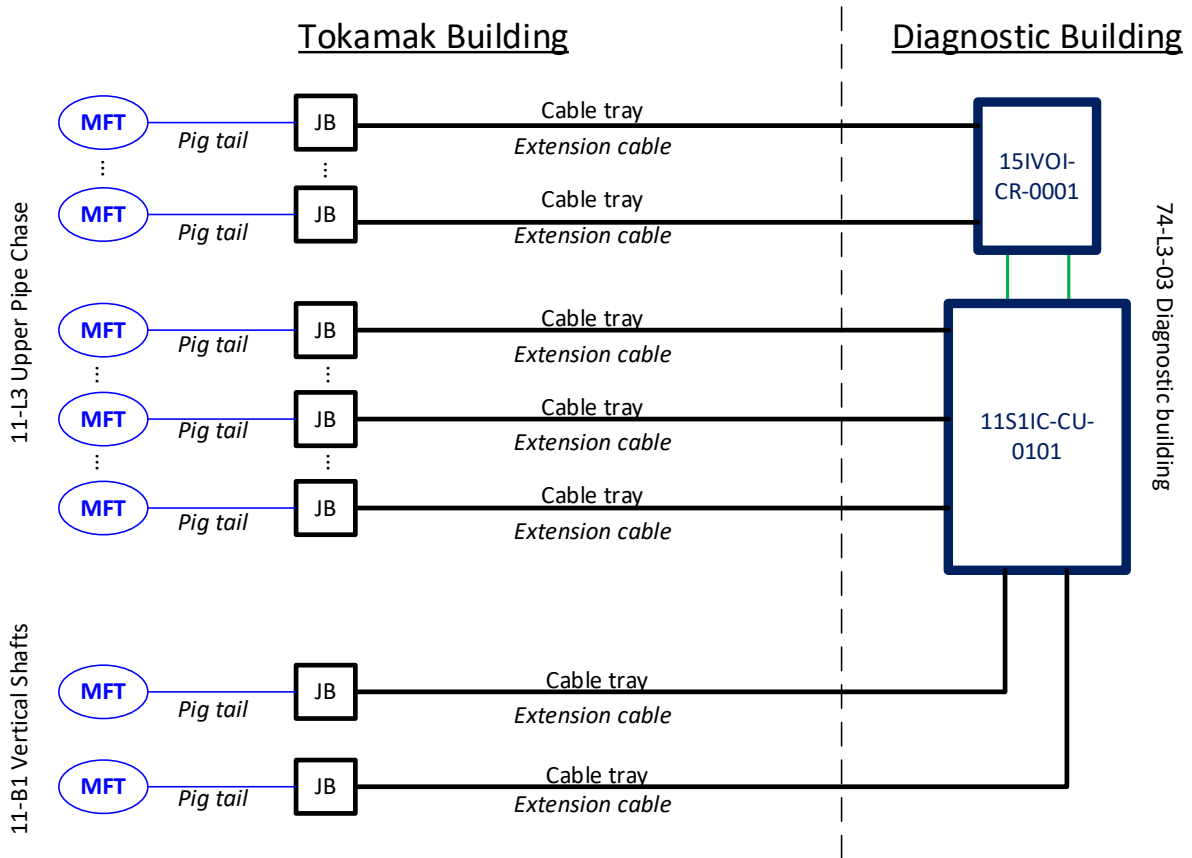 Tokamak Building
Diagnostic Building
MFT
Pig tail
JB
Cable tray
Extension cable
15IVOI-
CR-0001
...
...
MFT
Pig tail
JB
Cable tray
Extension cable
11-L3 Upper Pipe Chase
74-L3-03 Diagnostic building
MFT
Pig tail
JB
Cable tray
Extension cable
...
...
MFT
Pig tail
JB
Cable tray
Extension cable
11S1IC-CU-
0101
...
...
MFT
Pig tail
JB
Cable tray
Extension cable
11-B1 Vertical Shafts
MFT
Pig tail
JB
Cable tray
Extension cable
MFT
Pig tail
JB
Cable tray
Extension cable